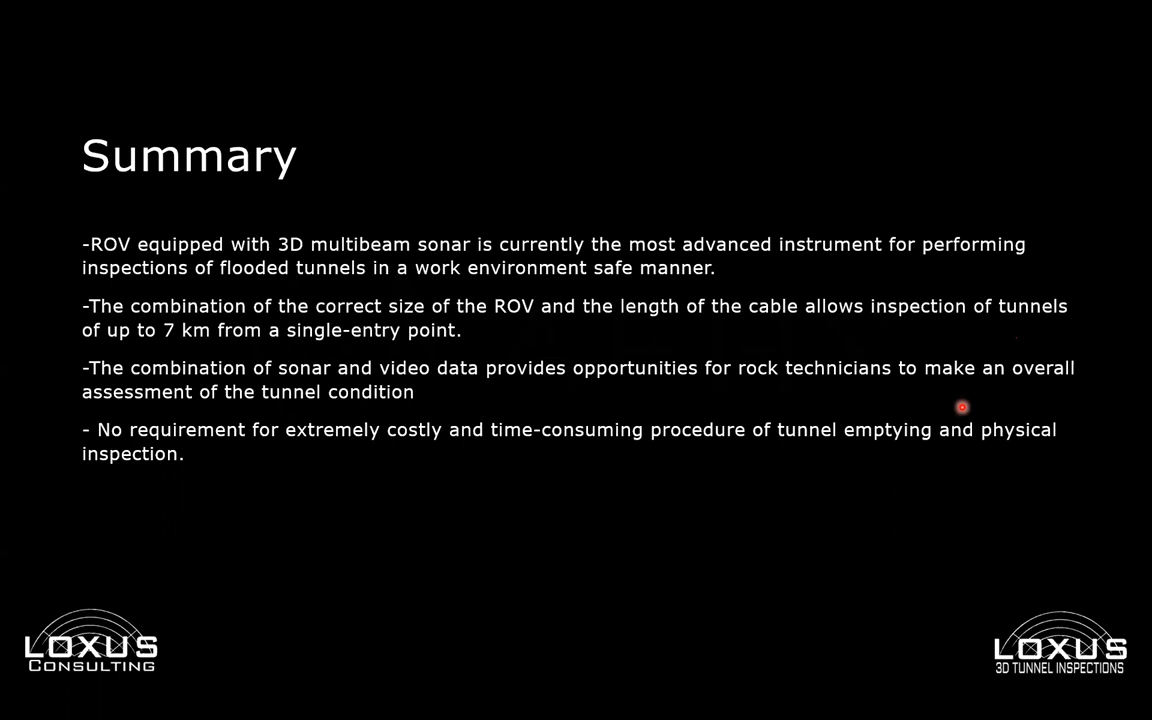 Summary
-ROV equipped with 3D multibeam sonar is currently the most advanced instrument for performing
inspections of flooded tunnels in a work environment safe manner.
-The combination of the correct size of the ROV and the length of the cable allows inspection of tunnels
of up to 7 km from a single-entry point.
-The combination of sonar and video data provides opportunities for rock technicians to make an overall
assessment of the tunnel condition
- No requirement for extremely costly and time-consuming procedure of tunnel emptying and physical
inspection.
LOXUS
CONSULTING
LOXUS
3D TUNNEL INSPECTIONS